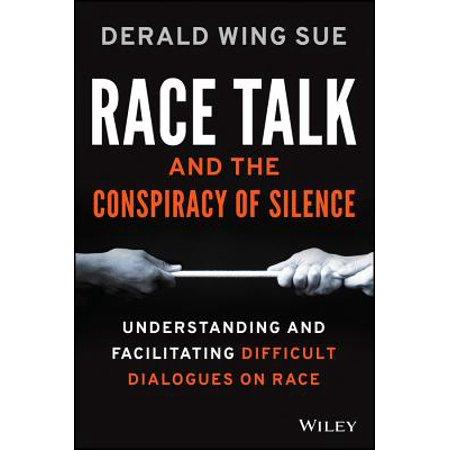 DERALD WING SUE
RACE TALK
AND THE
CONSPIRACY OF SILENCE
UNDERSTANDING AND
FACILITATING DIFFICULT
DIALOGUES ON RACE
WILEY